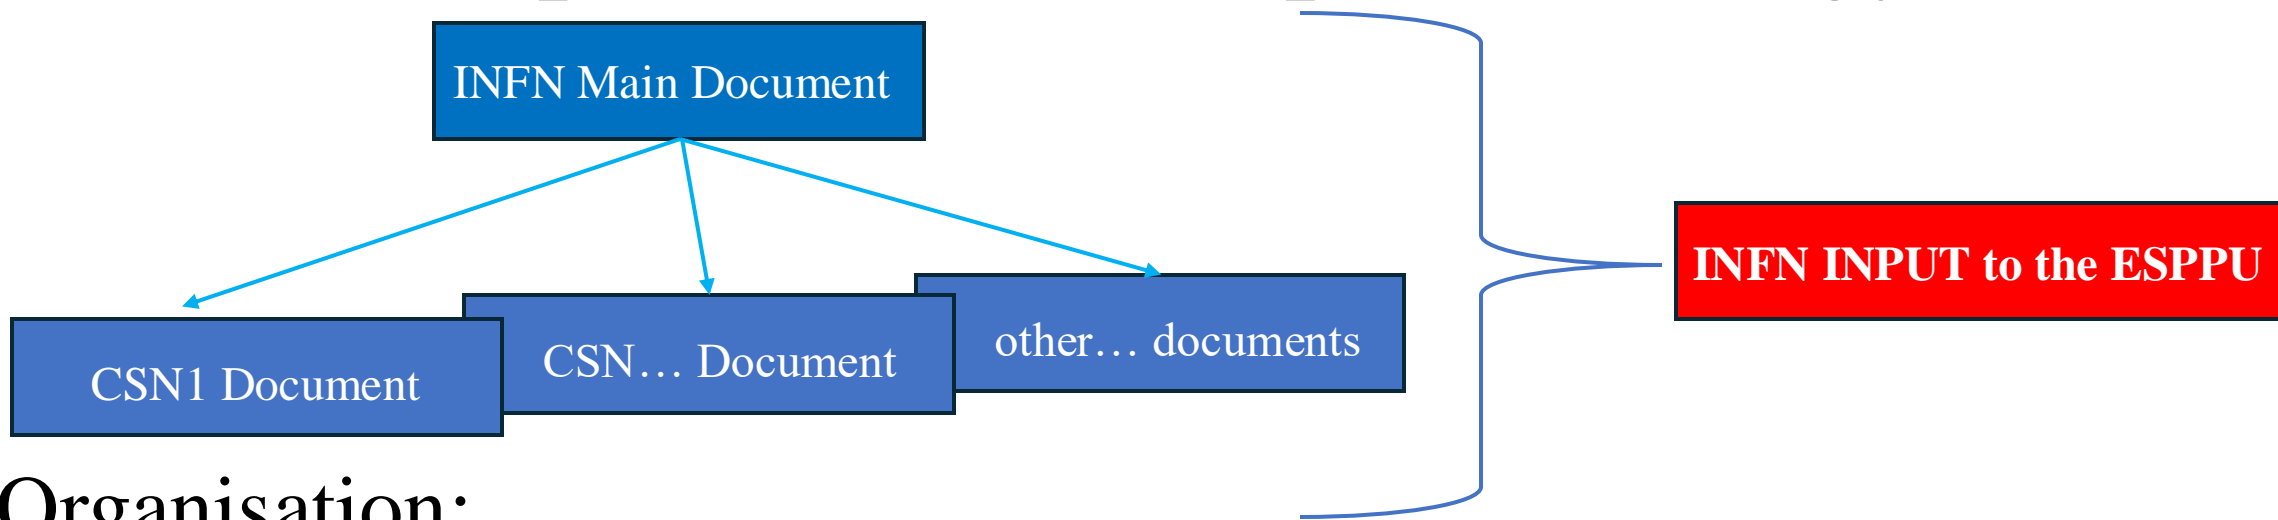 INFN Main Document
INFN INPUT to the ESPPU
other… documents
CSN… Document
CSN1 Document
Organisation: